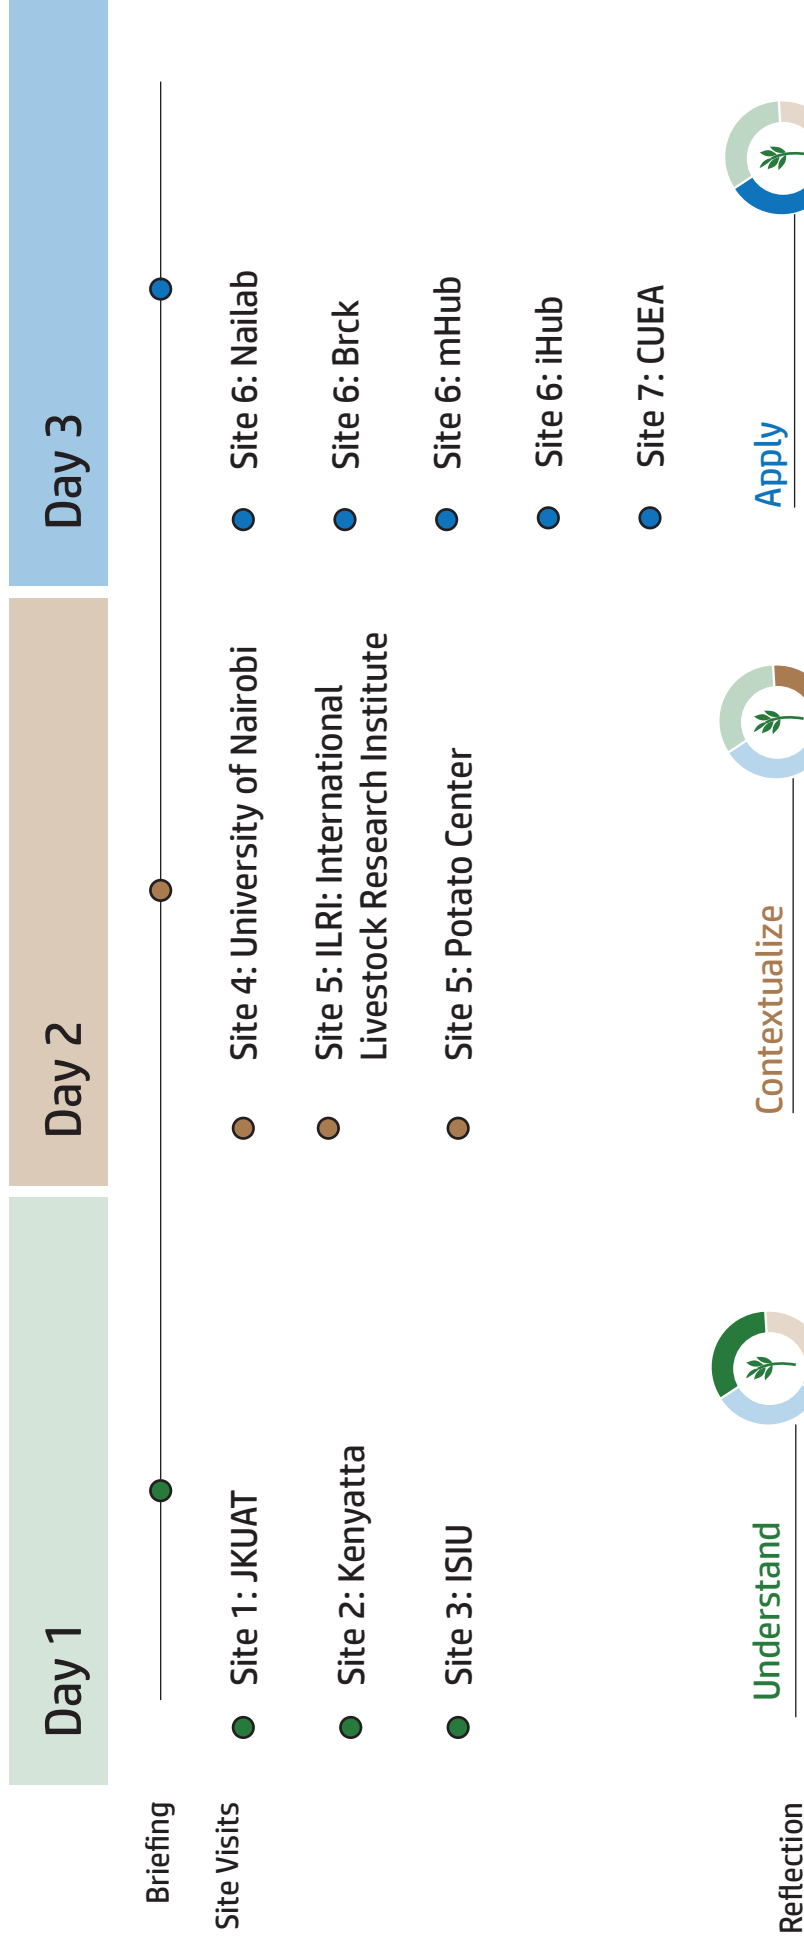 Day 1
Day 2
Day 3
Briefing
Site Visits
Site 1: JKUAT
Site 2: Kenyatta
Site 3: ISIU
Site 4: University of Nairobi
Site 5: ILRI: International
Livestock Research Institute
Site 5: Potato Center
Site 6: Nailab
Site 6: Brck
Site 6: mHub
Site 6: iHub
Site 7: CUEA
Reflection
Understand
Contextualize
Apply